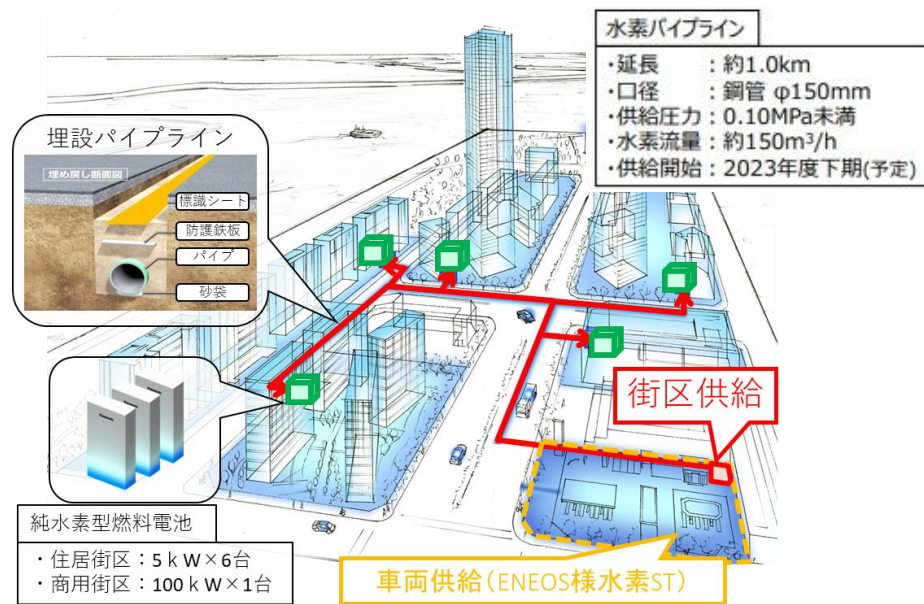 水素パイプライン
・延長　　：約1.0km
・口径　　：鋼管 φ150mm
・供給圧力：0.10MPa未満
・水素流量：約150m³/h
・供給開始：2023年度下期(予定)
埋設パイプライン
埋め戻し断面図
標識シート
防護鉄板
パイプ
砂袋
街区供給
純水素型燃料電池
・住居街区：5ｋW×6台
・商用街区：100ｋW×1台
車両供給（ENEOS様水素ST）